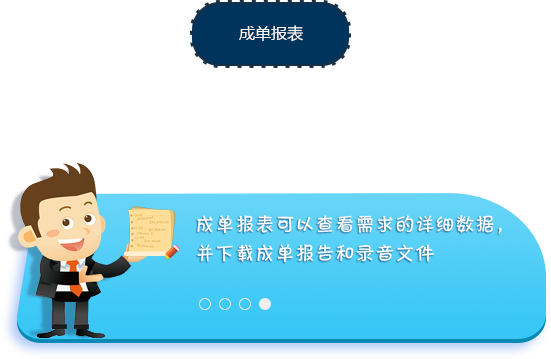 成单报表
成单报表可以查看需求的详细数据，
并下载成单报告和录音文件